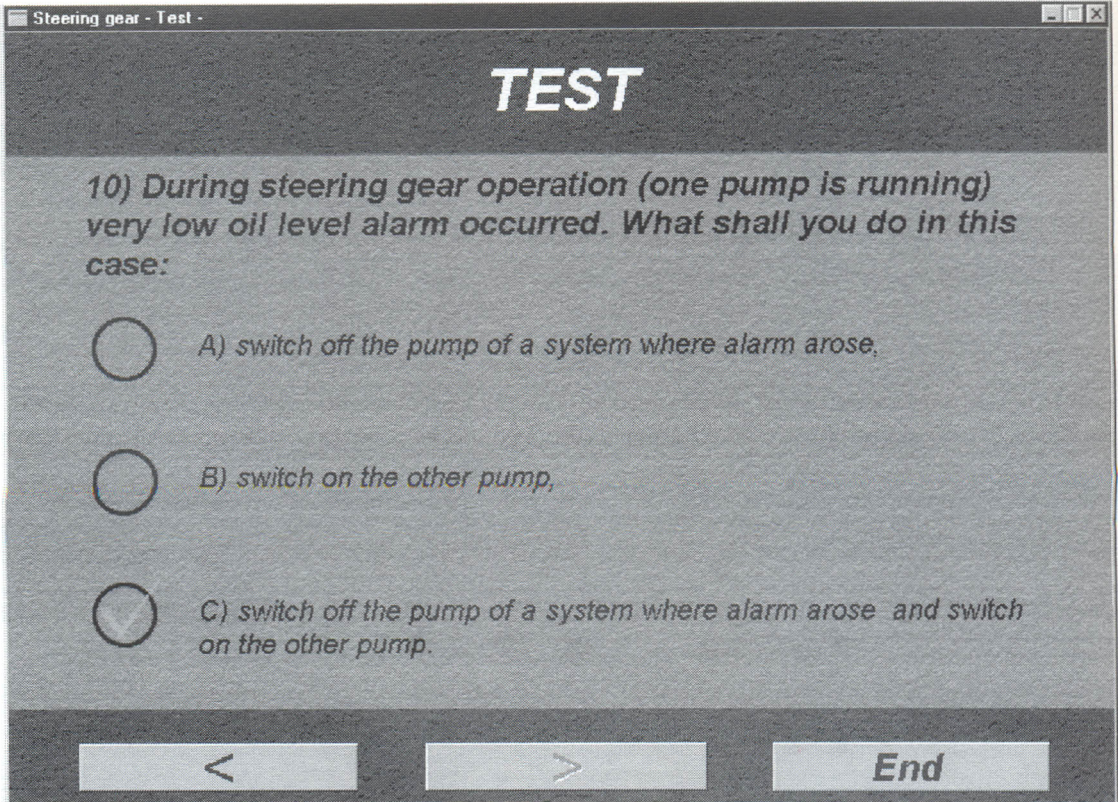 Steering gear - Test -
TEST
10) During steering gear operation (one pump is running)
very low oil level alarm occurred. What shall you do in this
case:
A) switch off the pump of a system where alarm arose,
B) switch on the other pump,
C) switch off the pump of a system where alarm arose and switch
on the other pump.
< > End